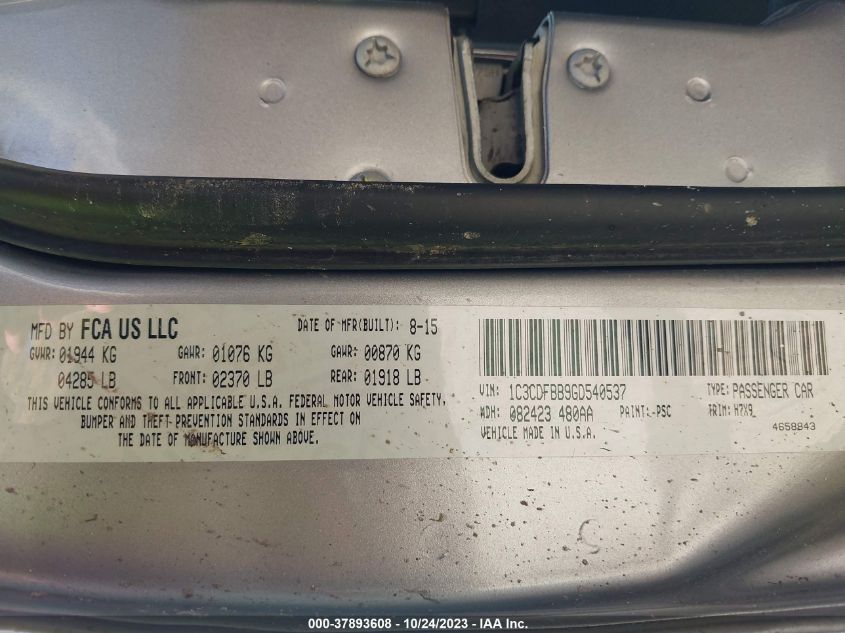 MFD BY FCA US LLC DATE OF MFR(BUILT): 8-15
GVWR: 01944 KG GAWR: 01076 KG GAWR: 00870 KG
04285 LB FRONT: 02370 LB REAR: 01918 LB
THIS VEHICLE CONFORMS TO ALL APPLICABLE U.S.A. FEDERAL MOTOR VEHICLE SAFETY,
BUMPER AND THEFT PREVENTION STANDARDS IN EFFECT ON
THE DATE OF MANUFACTURE SHOWN ABOVE.
VIN: 1C3CDFBB9GD540537 TYPE: PASSENGER CAR
MDH: 082423 480AA PAINT: PSC TRIM: H7X9
VEHICLE MADE IN U.S.A. 4658843
000-37893608 - 10/24/2023 - IAA Inc.